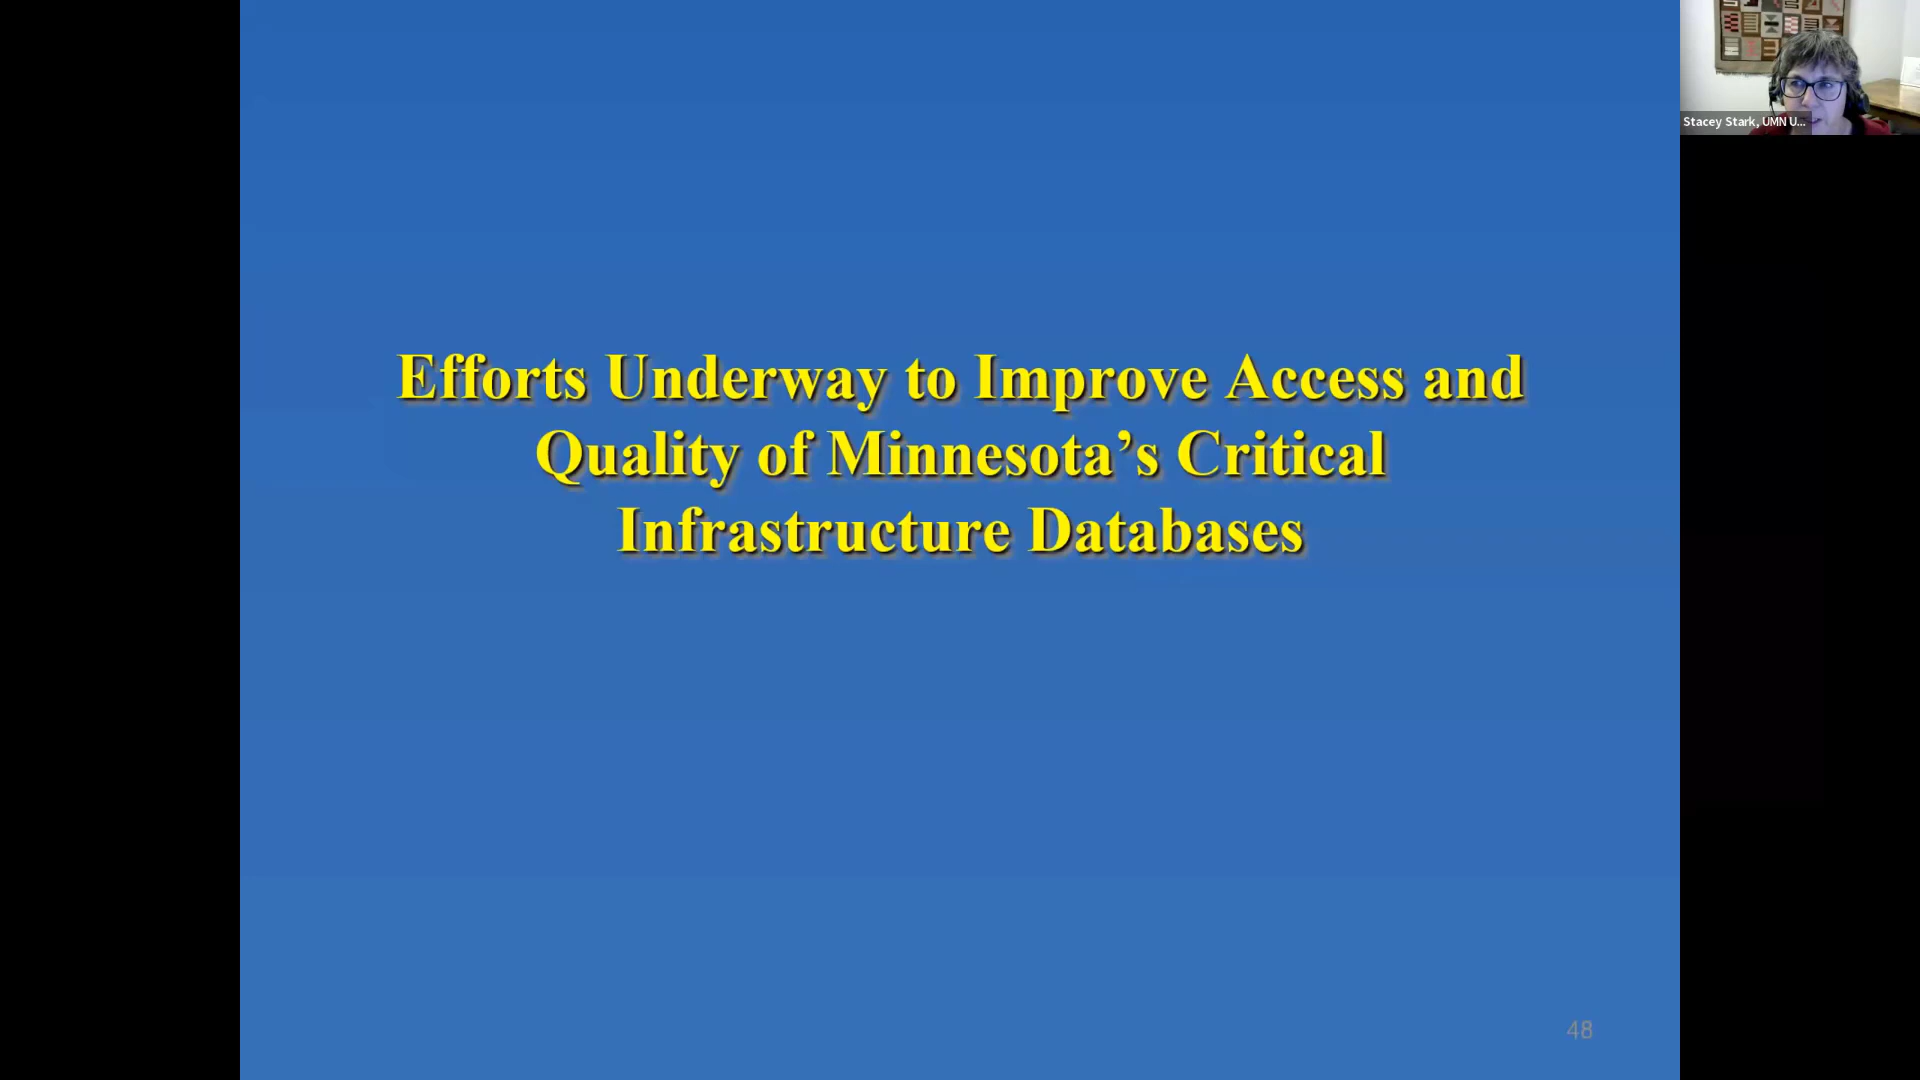 Stacey Stark, UMN U...
Efforts Underway to Improve Access and
Quality of Minnesota’s Critical
Infrastructure Databases
48